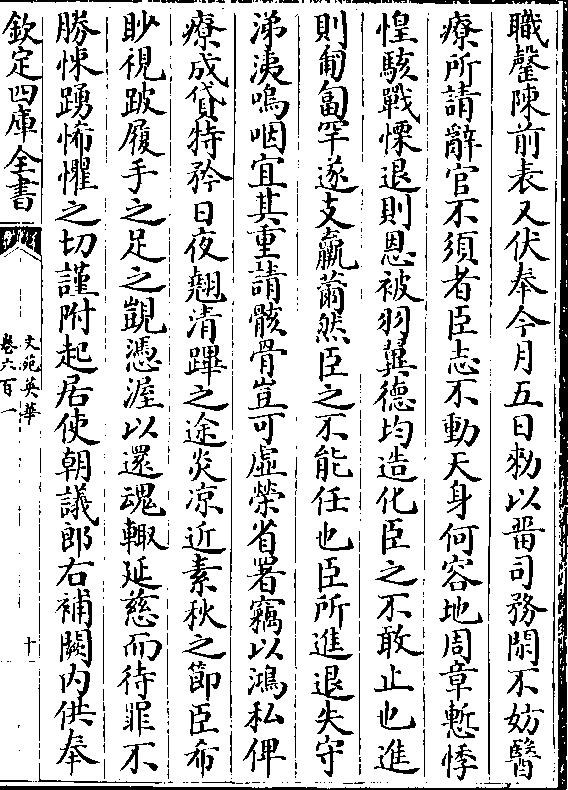 職罄陳前表又伏奉今月五日勑以畱司務閑不妨醫
療所請辭官不須者臣志不動天身何容地周章慙悸
惶駭戰慄退則恩被羽翼德均造化臣之不敢止也進
則匍匐罕遂支羸薾然臣之不能任也臣所進退失守
涕洟嗚咽宜其重請骸骨豈可虛榮省署竊以鴻私俾
療成貸特矜日夜翹清蹕之途炎凉近素秋之節臣希
眇視跛履手之足之覬憑渥以還魂輙延慈而待罪不
勝悚踴怖懼之切謹附起居使朝議郎右補闕内供奉
欽定四庫全書
文苑英華
卷六百一
十